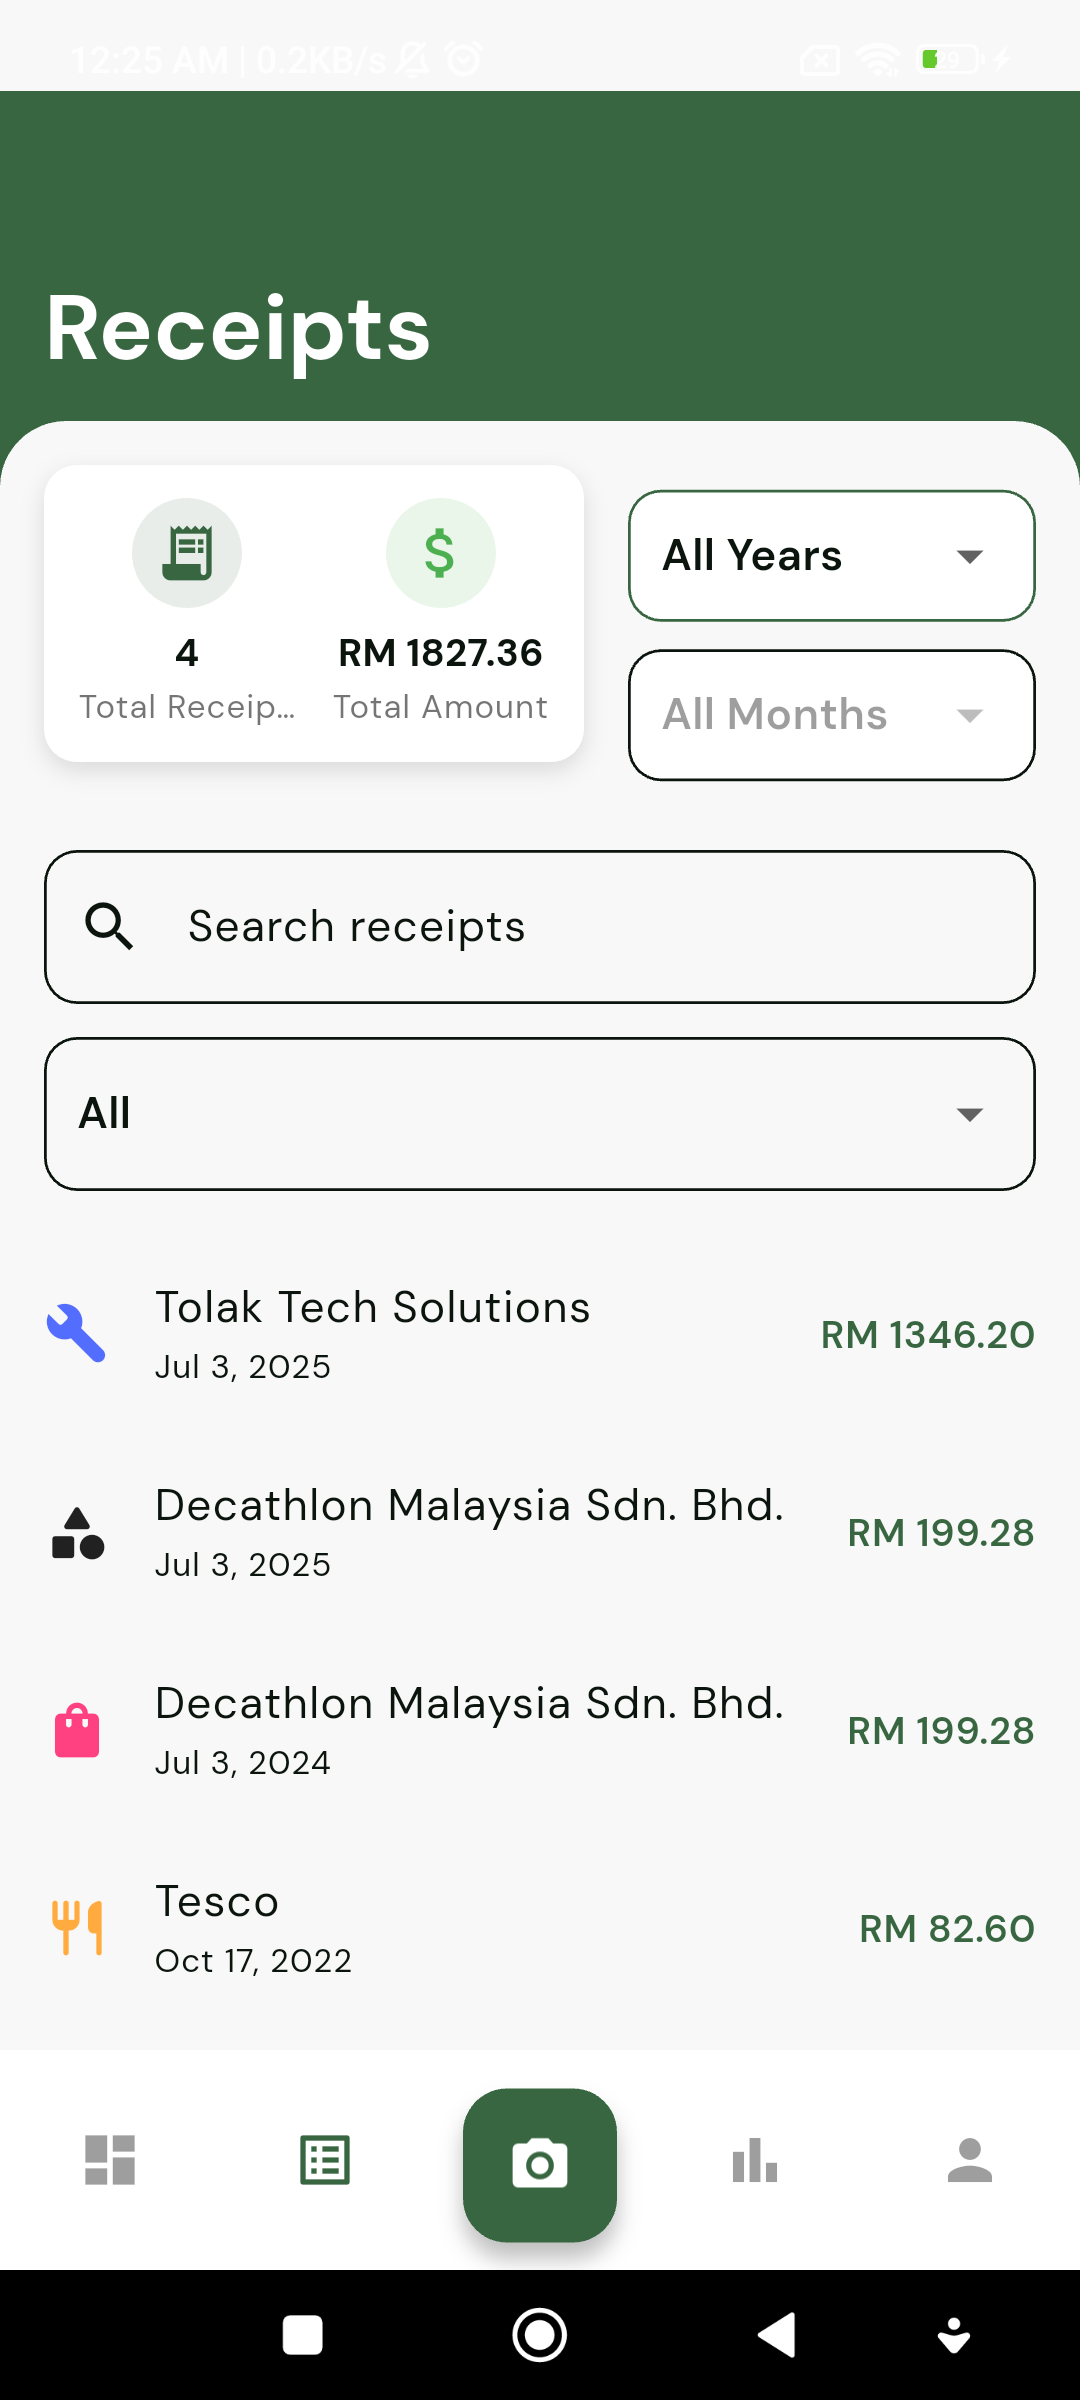 12:25 AM | 0.2KB/s
29
Receipts
4
RM 1827.36
Total Receip...
Total Amount
All Years
All Months
Search receipts
All
Tolak Tech Solutions
Jul 3, 2025
RM 1346.20
Decathlon Malaysia Sdn. Bhd.
Jul 3, 2025
RM 199.28
Decathlon Malaysia Sdn. Bhd.
Jul 3, 2024
RM 199.28
Tesco
Oct 17, 2022
RM 82.60